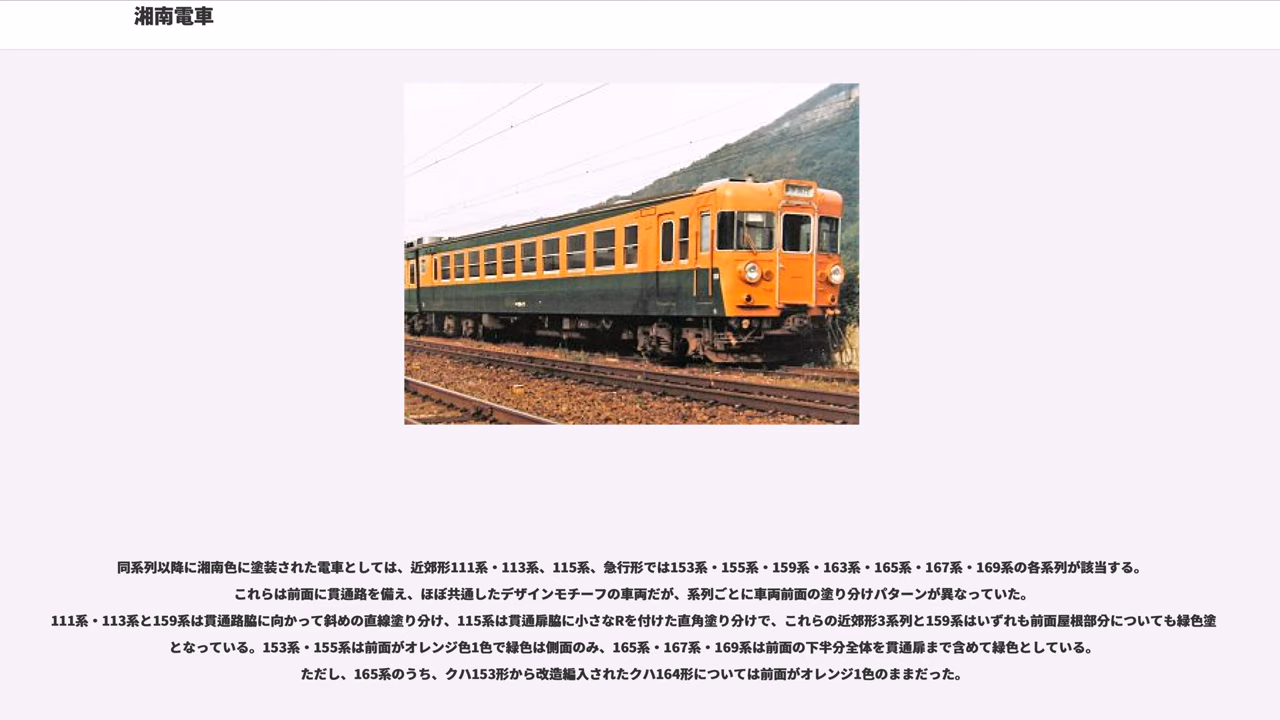 湘南電車
同系列以降に湘南色に塗装された電車としては、近郊形111系・113系、115系、急行形では153系・155系・159系・163系・165系・167系・169系の各系列が該当する。
これらは前面に貫通路を備え、ほぼ共通したデザインモチーフの車両だが、系列ごとに車両前面の塗り分けパターンが異なっていた。
111系・113系と159系は貫通路脇に向かって斜めの直線塗り分け、115系は貫通扉脇に小さなRを付けた直角塗り分けで、これらの近郊形3系列と159系はいずれも前面屋根部分についても緑色塗
となっている。153系・155系は前面がオレンジ色1色で緑色は側面のみ、165系・167系・169系は前面の下半分全体を貫通扉まで含めて緑色としている。
ただし、165系のうち、クハ153形から改造編入されたクハ164形については前面がオレンジ1色のままだった。